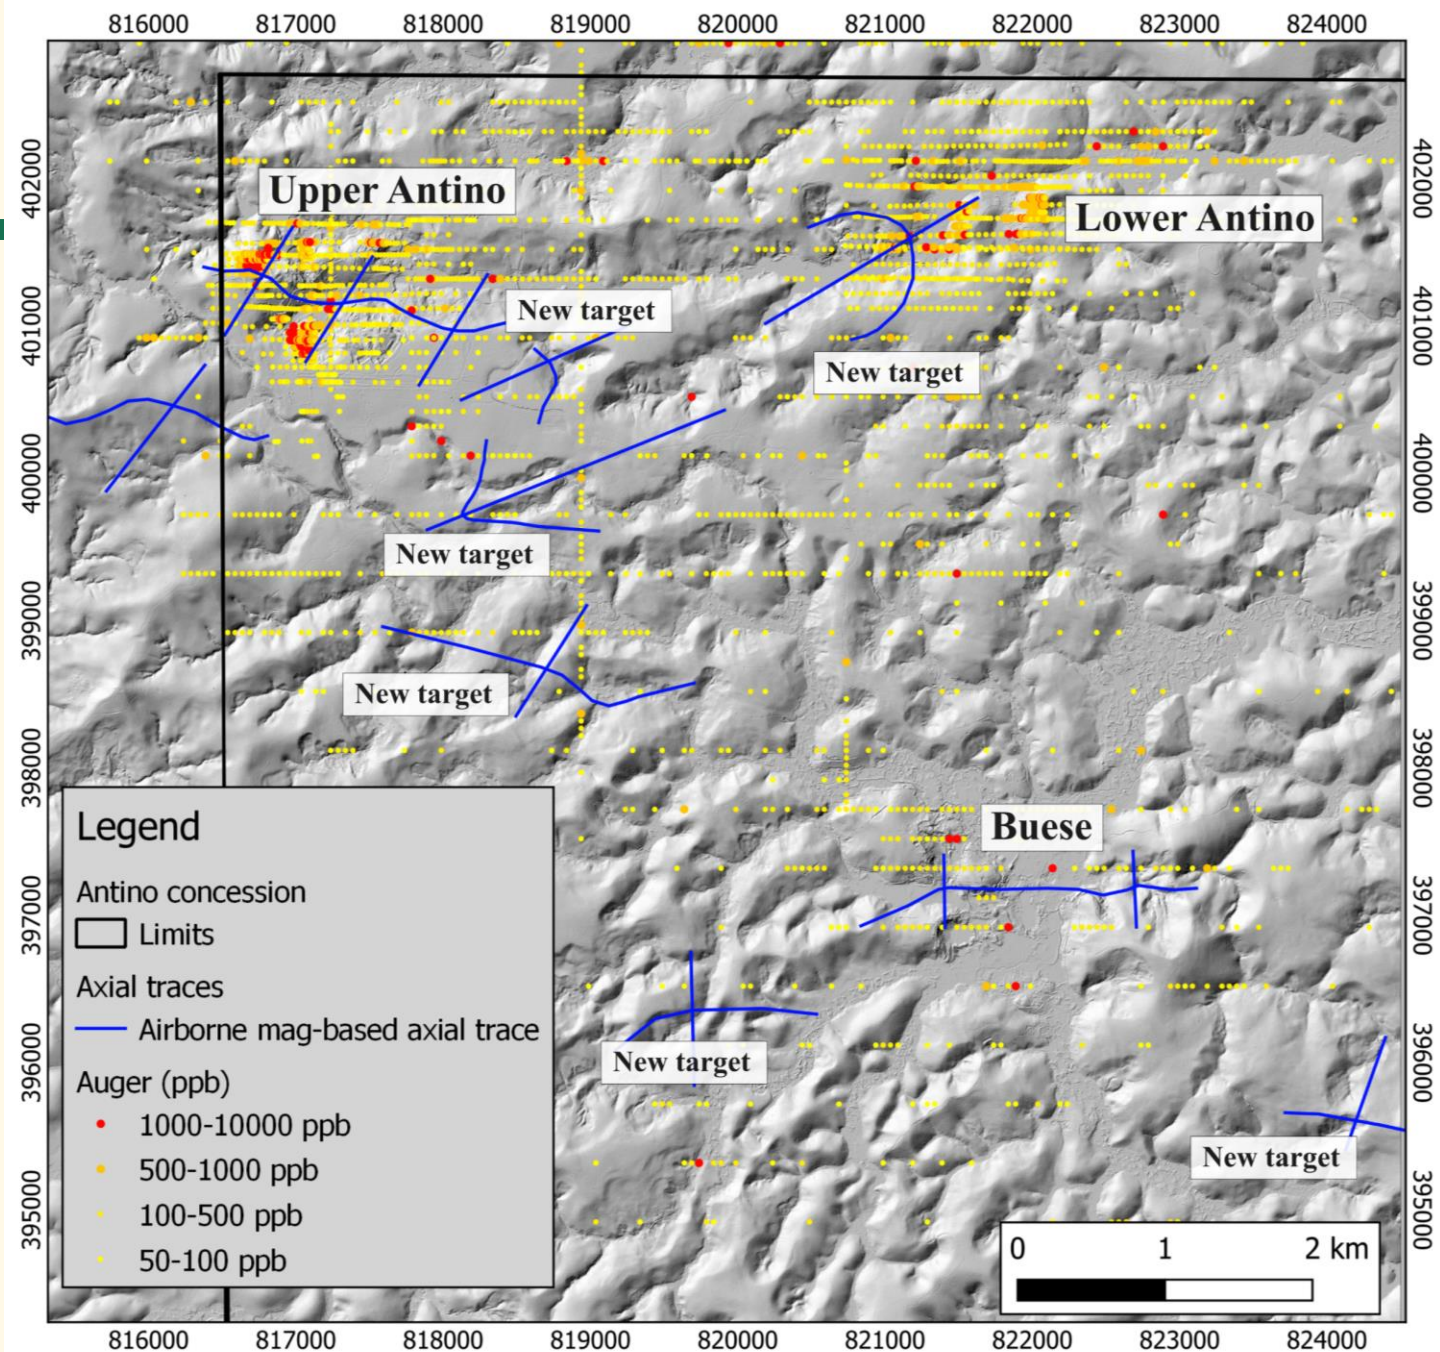 816000 817000 818000 819000 820000 821000 822000 823000 824000
402000
401000
400000
399000
398000
397000
396000
395000
Upper Antino
Lower Antino
New target
New target
New target
New target
Buese
New target
New target
Legend
Antino concession
Limits
Axial traces
Airborne mag-based axial trace
Auger (ppb)
1000-10000 ppb
500-1000 ppb
100-500 ppb
50-100 ppb
402000
401000
400000
399000
398000
397000
396000
395000
0 1 2 km
816000 817000 818000 819000 820000 821000 822000 823000 824000